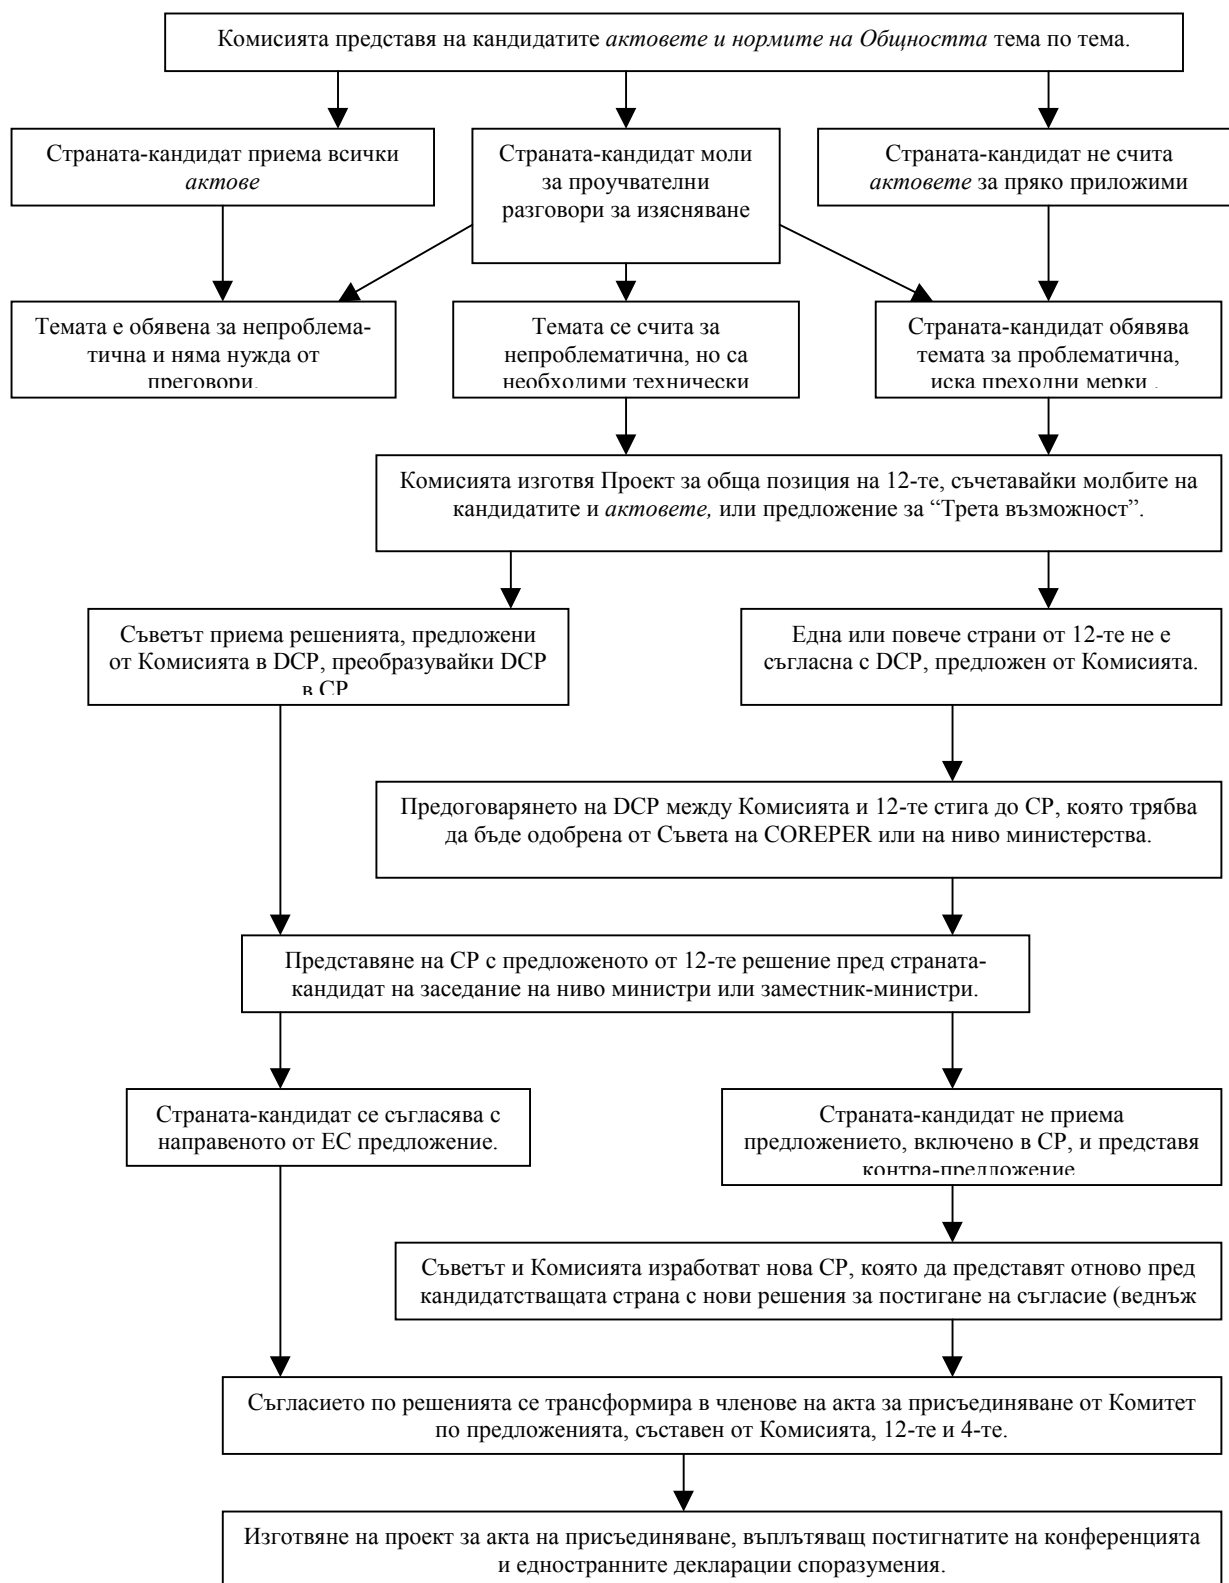 Комисията представя на кандидатите актовете и нормите на Общността тема по тема.
Страната-кандидат приема всички
актове
Страната-кандидат моли
за проучвателни
разговори за изясняване
Страната-кандидат не счита
актовете за пряко приложими
Темата е обявена за непроблема-
тична и няма нужда от
преговори.
Темата се счита за
непроблематична, но са
необходими технически
Страната-кандидат обявява
темата за проблематична,
иска преходни мерки .
Комисията изготвя Проект за обща позиция на 12-те, съчетавайки молбите на
кандидатите и актовете, или предложение за “Трета възможност”.
Съветът приема решенията, предложени
от Комисията в DCP, преобразувайки DCP
в CP
Една или повече страни от 12-те не е
съгласна с DCP, предложен от Комисията.
Предоговарянето на DCP между Комисията и 12-те стига до CP, която трябва
да бъде одобрена от Съвета на COREPER или на ниво министерства.
Представяне на CP с предложеното от 12-те решение пред страната-
кандидат на заседание на ниво министри или заместник-министри.
Страната-кандидат се съгласява с
направеното от ЕС предложение.
Страната-кандидат не приема
предложението, включено в CP, и представя
контра-предложение
Съветът и Комисията изработват нова CP, която да представят отново пред
кандидатстващата страна с нови решения за постигане на съгласие (веднъж
Съгласието по решенията се трансформира в членове на акта за присъединяване от Комитет
по предложенията, съставен от Комисията, 12-те и 4-те.
Изготвяне на проект за акта на присъединяване, въплътяващ постигнатите на конференцията
и едностранните декларации споразумения.